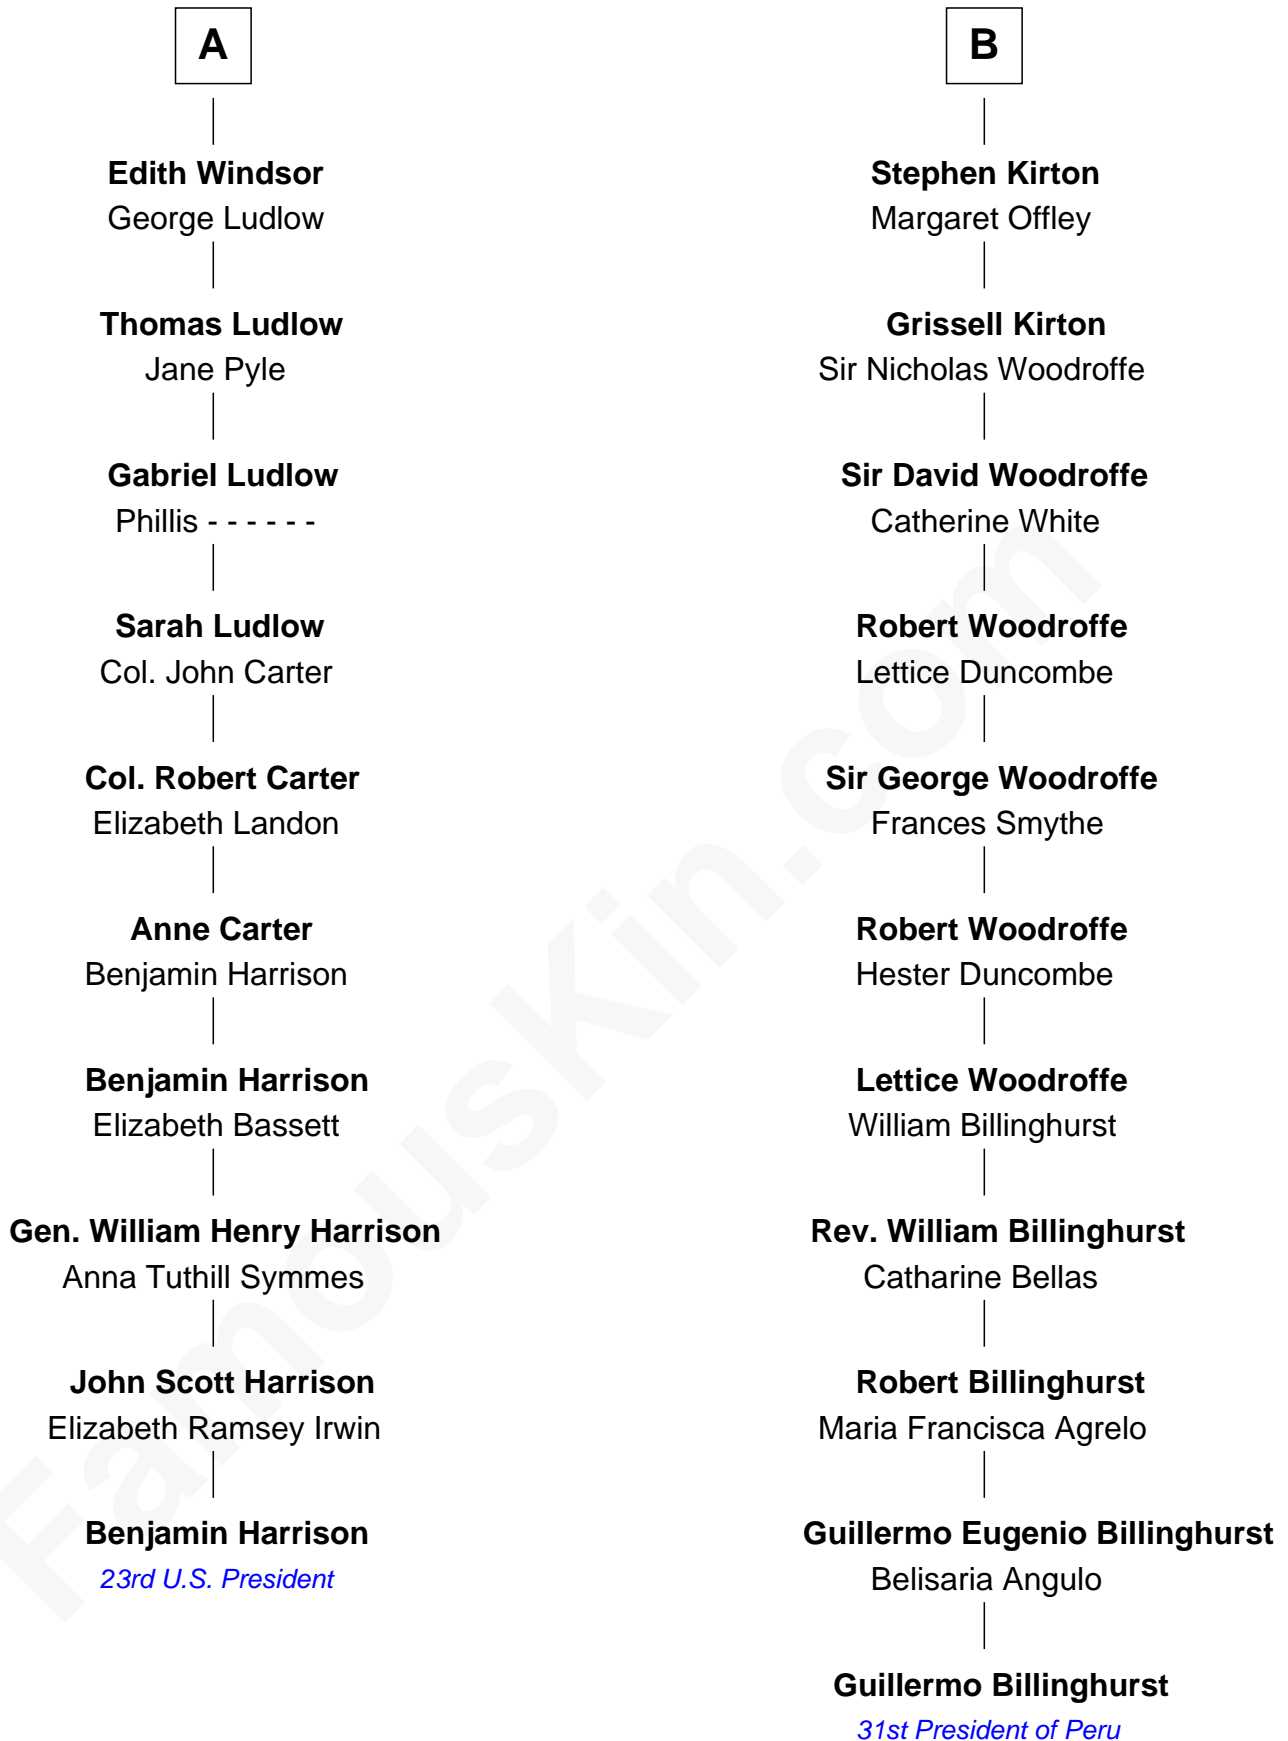 A
Edith Windsor
George Ludlow
Thomas Ludlow
Jane Pyle
Gabriel Ludlow
Phillis - - - - - -
Sarah Ludlow
Col. John Carter
Col. Robert Carter
Elizabeth Landon
Anne Carter
Benjamin Harrison
Benjamin Harrison
Elizabeth Bassett
Gen. William Henry Harrison
Anna Tuthill Symmes
John Scott Harrison
Elizabeth Ramsey Irwin
Benjamin Harrison
23rd U.S. President
B
Stephen Kirton
Margaret Offley
Grissell Kirton
Sir Nicholas Woodroffe
Sir David Woodroffe
Catherine White
Robert Woodroffe
Lettice Duncombe
Sir George Woodroffe
Frances Smythe
Robert Woodroffe
Hester Duncombe
Lettice Woodroffe
William Billinghurst
Rev. William Billinghurst
Catharine Bellas
Robert Billinghurst
Maria Francisca Agrelo
Guillermo Eugenio Billinghurst
Belisaria Angulo
Guillermo Billinghurst
31st President of Peru
FamousKin.com